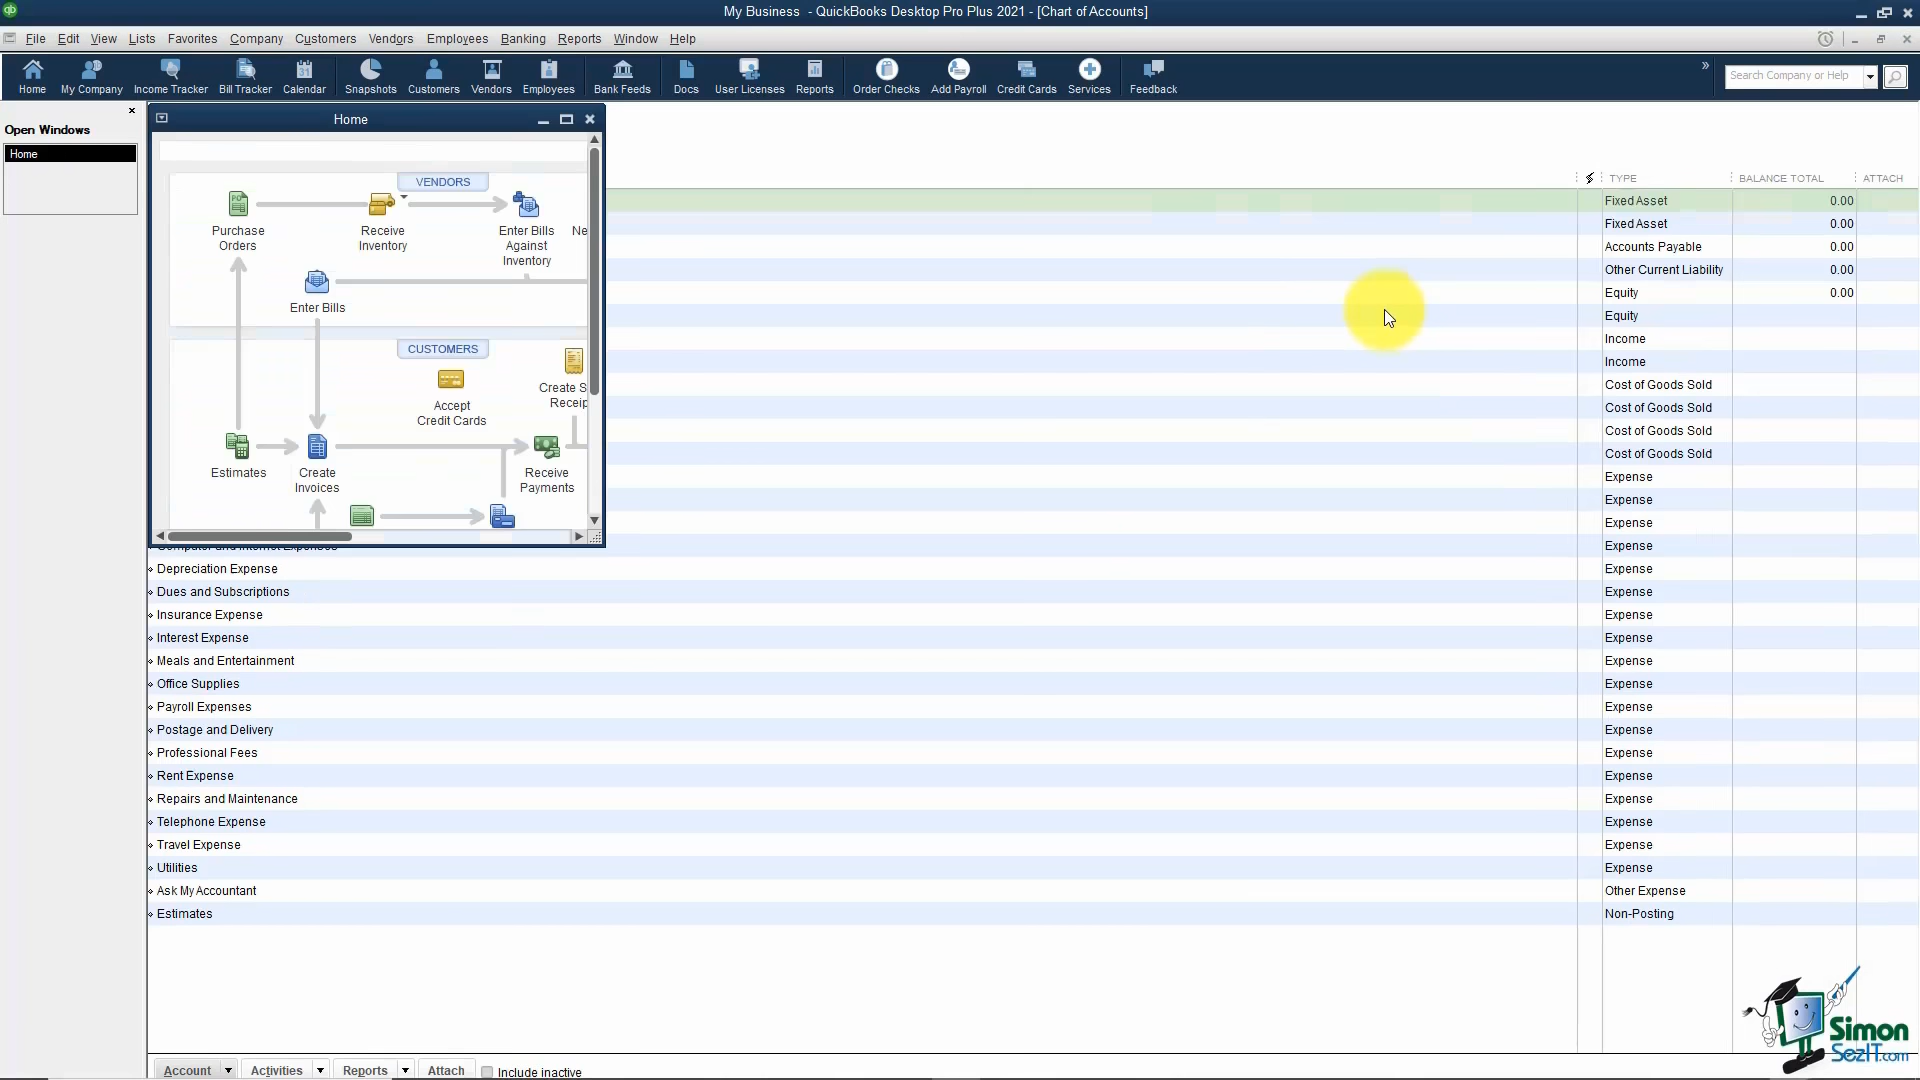 My Business - QuickBooks Desktop Pro Plus 2021 - [Chart of Accounts]
File Edit View Lists Favorites Company Customers Vendors Employees Banking Reports Window Help
Home My Company Income Tracker Bill Tracker Calendar Snapshots Customers Vendors Employees Bank Feeds Docs User Licenses Reports Order Checks Add Payroll Credit Cards Services Feedback
Search Company or Help
Open Windows
Home
Home
VENDORS
Purchase Orders
Receive Inventory
Enter Bills Against Inventory
Ne
Enter Bills
CUSTOMERS
Accept Credit Cards
Create S
Receip
Estimates
Create Invoices
Receive Payments
TYPE BALANCE TOTAL ATTACH
Fixed Asset 0.00
Fixed Asset 0.00
Accounts Payable 0.00
Other Current Liability 0.00
Equity 0.00
Equity
Income
Income
Cost of Goods Sold
Cost of Goods Sold
Cost of Goods Sold
Cost of Goods Sold
Expense
Expense
Expense
Computer and Internet Expenses Expense
Depreciation Expense Expense
Dues and Subscriptions Expense
Insurance Expense Expense
Interest Expense Expense
Meals and Entertainment Expense
Office Supplies Expense
Payroll Expenses Expense
Postage and Delivery Expense
Professional Fees Expense
Rent Expense Expense
Repairs and Maintenance Expense
Telephone Expense Expense
Travel Expense Expense
Utilities Expense
Ask My Accountant Other Expense
Estimates Non-Posting
Account Activities Reports Attach Include inactive
Simon
SezIT.com